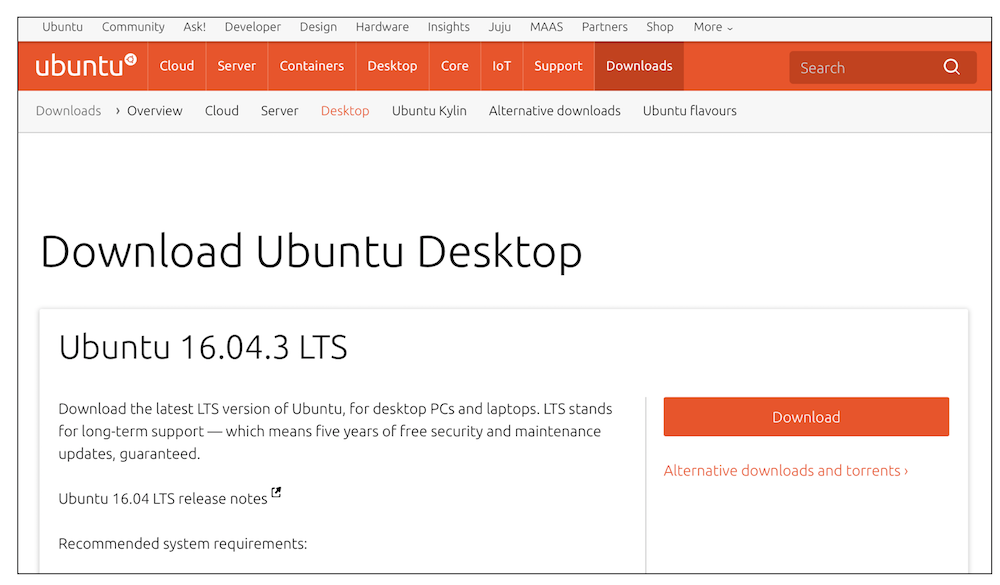 Ubuntu Community Ask! Developer Design Hardware Insights Juju MAAS Partners Shop More
ubuntu Cloud Server Containers Desktop Core IoT Support Downloads Search
Downloads › Overview Cloud Server Desktop Ubuntu Kylin Alternative downloads Ubuntu flavours
Download Ubuntu Desktop
Ubuntu 16.04.3 LTS
Download the latest LTS version of Ubuntu, for desktop PCs and laptops. LTS stands
for long-term support — which means five years of free security and maintenance
updates, guaranteed.
Ubuntu 16.04 LTS release notes
Recommended system requirements:
Download
Alternative downloads and torrents ›